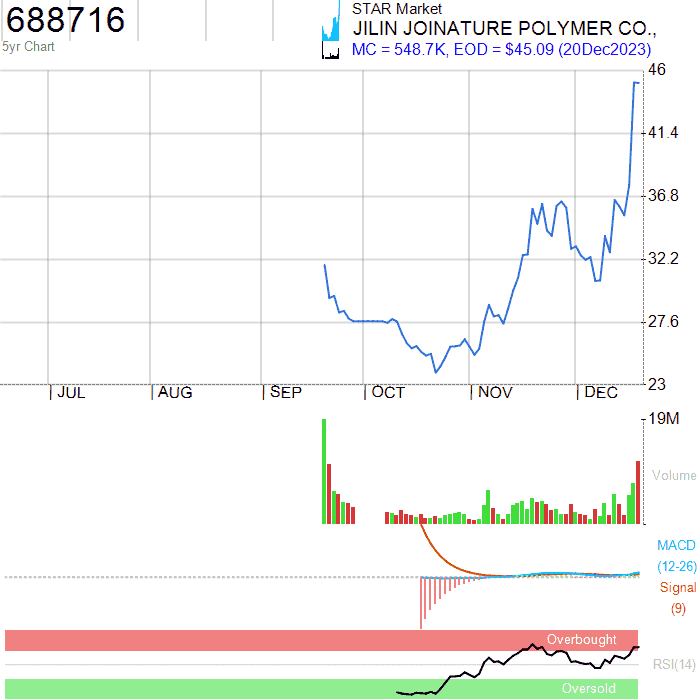 688716
5yr Chart
STAR Market
JILIN JOINATURE POLYMER CO.,
MC = 548.7K, EOD = $45.09 (20Dec2023)
46
41.4
36.8
32.2
27.6
23
JUL AUG SEP OCT NOV DEC
19M
Volume
MACD
(12-26)
Signal
(9)
Overbought
RSI(14)
Oversold